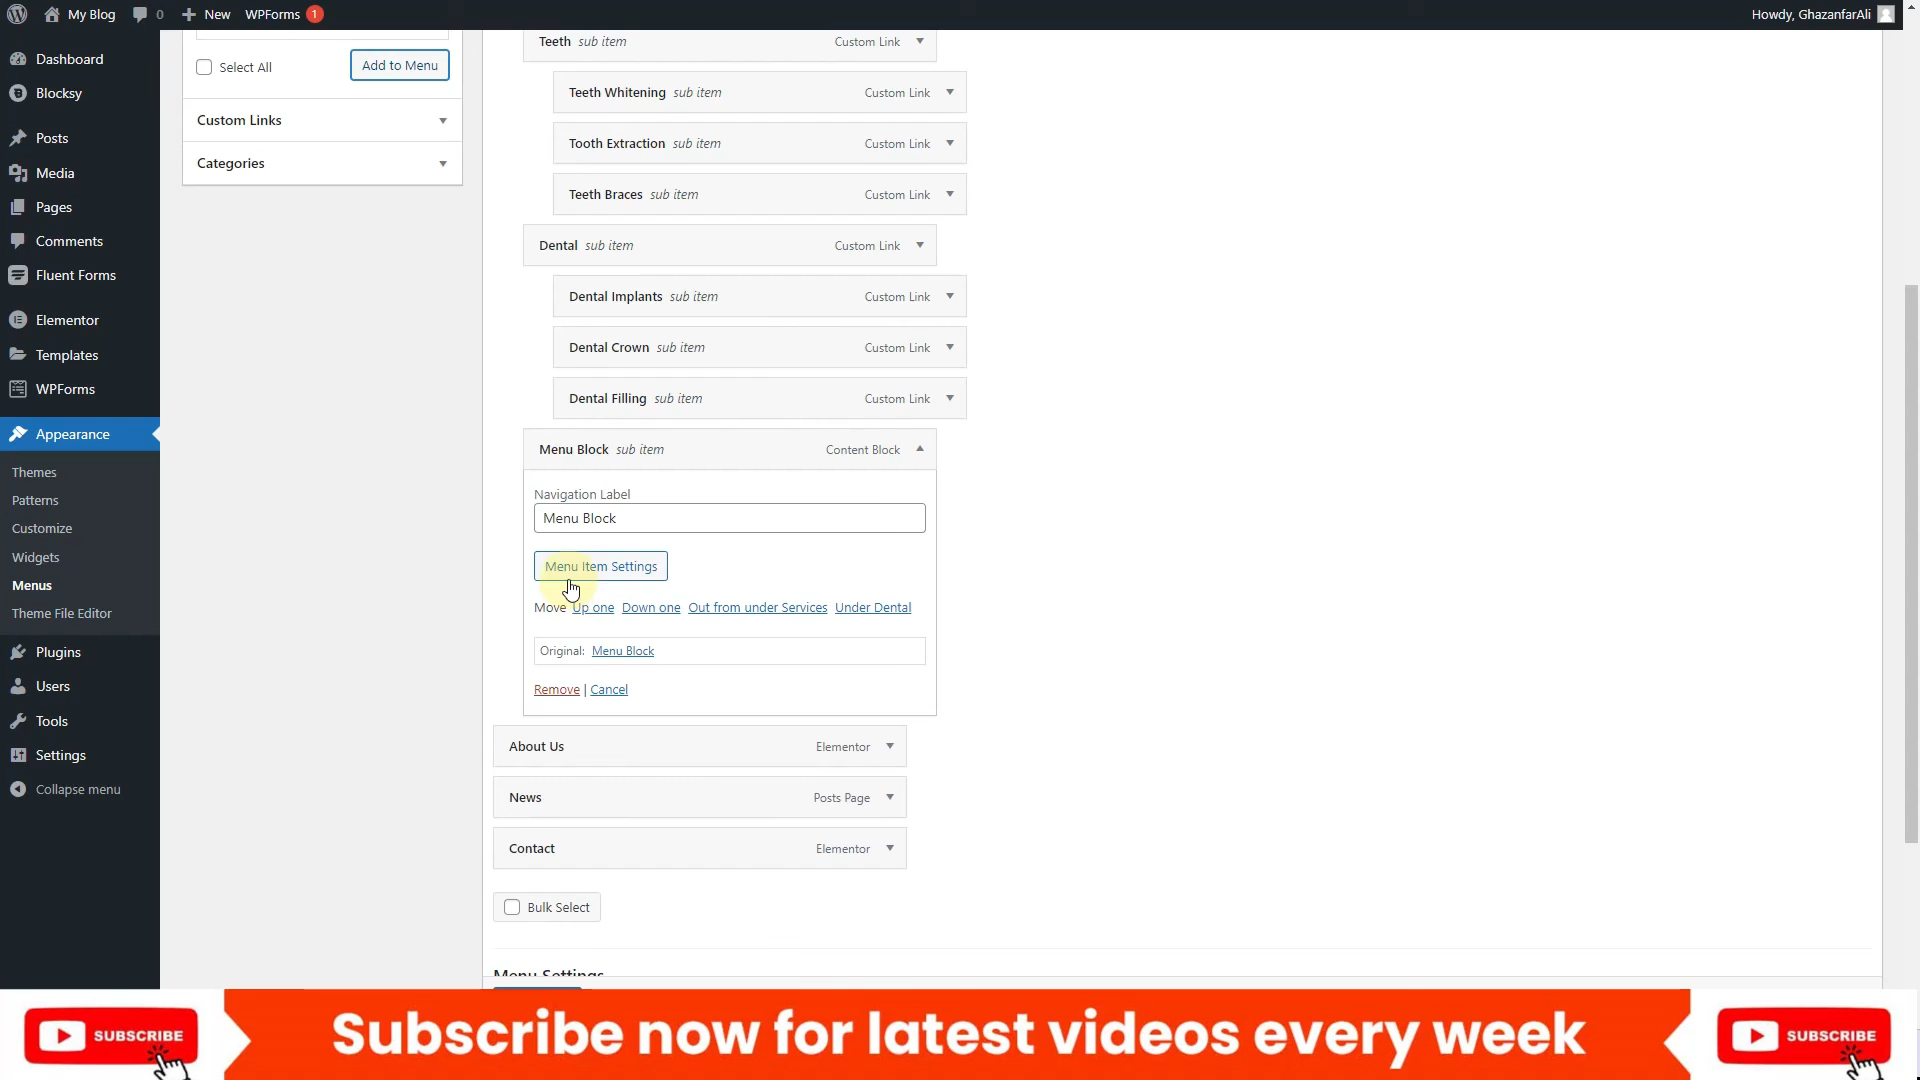 My Blog 0 New WPForms 1 Howdy, GhazanfarAli
Dashboard
Blocksy
Posts
Media
Pages
Comments
Fluent Forms
Elementor
Templates
WPForms
Appearance
Themes
Patterns
Customize
Widgets
Menus
Theme File Editor
Plugins
Users
Tools
Settings
Collapse menu
Select All Add to Menu
Custom Links
Categories
Teeth sub item Custom Link
Teeth Whitening sub item Custom Link
Tooth Extraction sub item Custom Link
Teeth Braces sub item Custom Link
Dental sub item Custom Link
Dental Implants sub item Custom Link
Dental Crown sub item Custom Link
Dental Filling sub item Custom Link
Menu Block sub item Content Block
Navigation Label
Menu Block
Menu Item Settings
Move Up one Down one Out from under Services Under Dental
Original: Menu Block
Remove | Cancel
About Us Elementor
News Posts Page
Contact Elementor
Bulk Select
Menu Settings
SUBSCRIBE Subscribe now for latest videos every week SUBSCRIBE